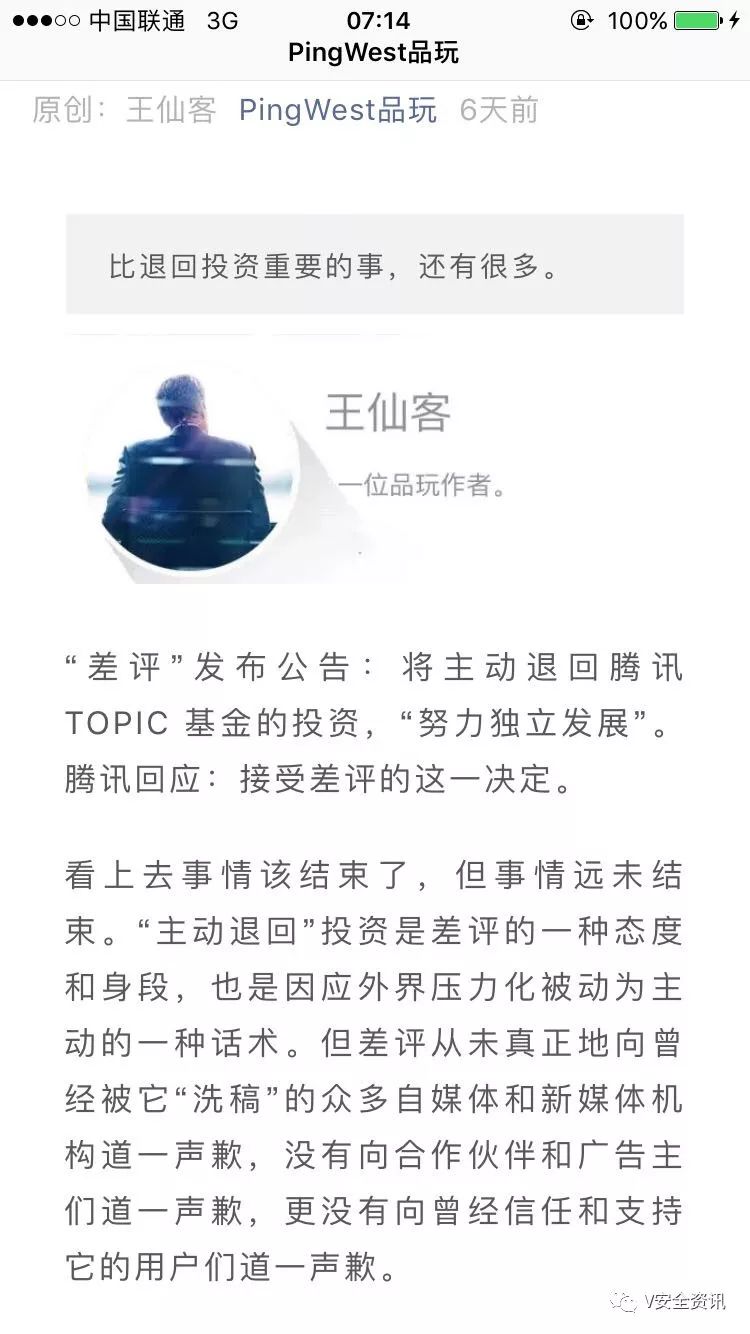 中国联通 3G 07:14 100%
PingWest品玩
原创：王仙客 PingWest品玩 6天前
比退回投资重要的事，还有很多。
王仙客
一位品玩作者。
“差评”发布公告：将主动退回腾讯
TOPIC 基金的投资，“努力独立发展”。
腾讯回应：接受差评的这一决定。
看上去事情该结束了，但事情远未结
束。“主动退回”投资是差评的一种态度
和身段，也是因应外界压力化被动为主
动的一种话术。但差评从未真正地向曾
经被它“洗稿”的众多自媒体和新媒体机
构道一声歉，没有向合作伙伴和广告主
们道一声歉，更没有向曾经信任和支持
它的用户们道一声歉。
V安全资讯